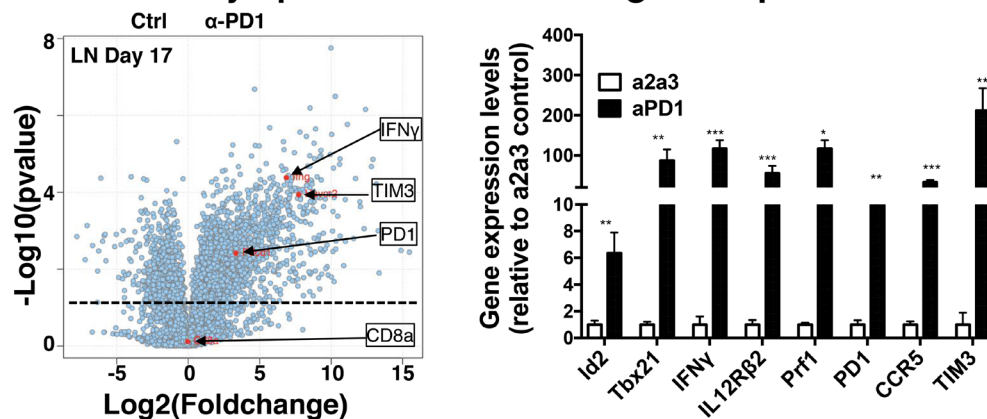 Ctrl α-PD1
LN Day 17
IFNγ
TIM3
PD1
CD8a
8
4
0
-5 0 5 10 15
-Log10(pvalue)
Log2(Foldchange)
Gene expression levels
(relative to a2a3 control)
400
300
200
100
10
8
6
4
2
0
a2a3
aPD1
**
**
***
***
*
**
***
**
Id2
Tbx21
IFNγ
IL12Rβ2
Prf1
PD1
CCR5
TIM3